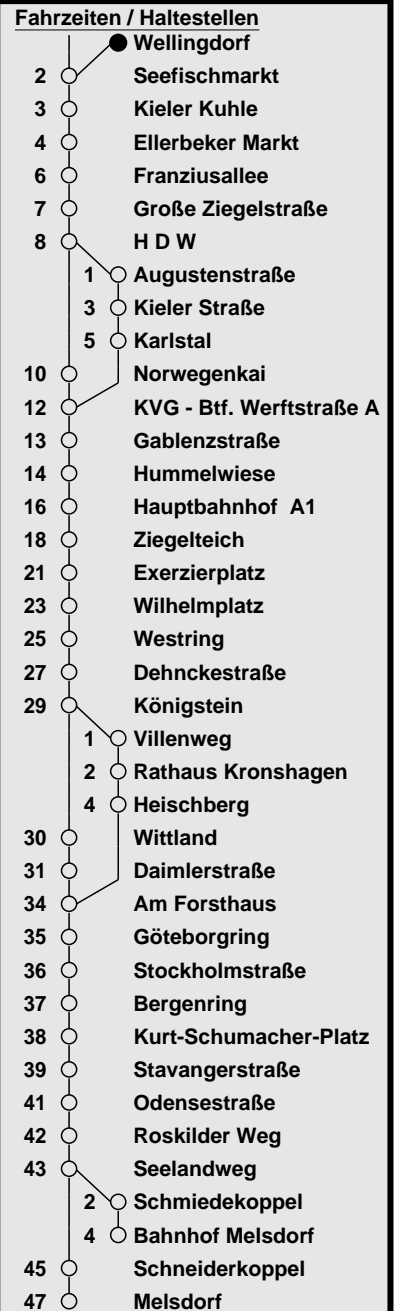 Fahrzeiten / Haltestellen
Wellingdorf
2 Seefischmarkt
3 Kieler Kuhle
4 Ellerbeker Markt
6 Franziusallee
7 Große Ziegelstraße
8 H D W
1 Augustenstraße
3 Kieler Straße
5 Karlstal
10 Norwegenkai
12 KVG - Btf. Werftstraße A
13 Gablenzstraße
14 Hummelwiese
16 Hauptbahnhof A1
18 Ziegelteich
21 Exerzierplatz
23 Wilhelmplatz
25 Westring
27 Dehnckestraße
29 Königstein
1 Villenweg
2 Rathaus Kronshagen
4 Heischberg
30 Wittland
31 Daimlerstraße
34 Am Forsthaus
35 Göteborgring
36 Stockholmstraße
37 Bergenring
38 Kurt-Schumacher-Platz
39 Stavangerstraße
41 Odensestraße
42 Roskilder Weg
43 Seelandweg
2 Schmiedekoppel
4 Bahnhof Melsdorf
45 Schneiderkoppel
47 Melsdorf